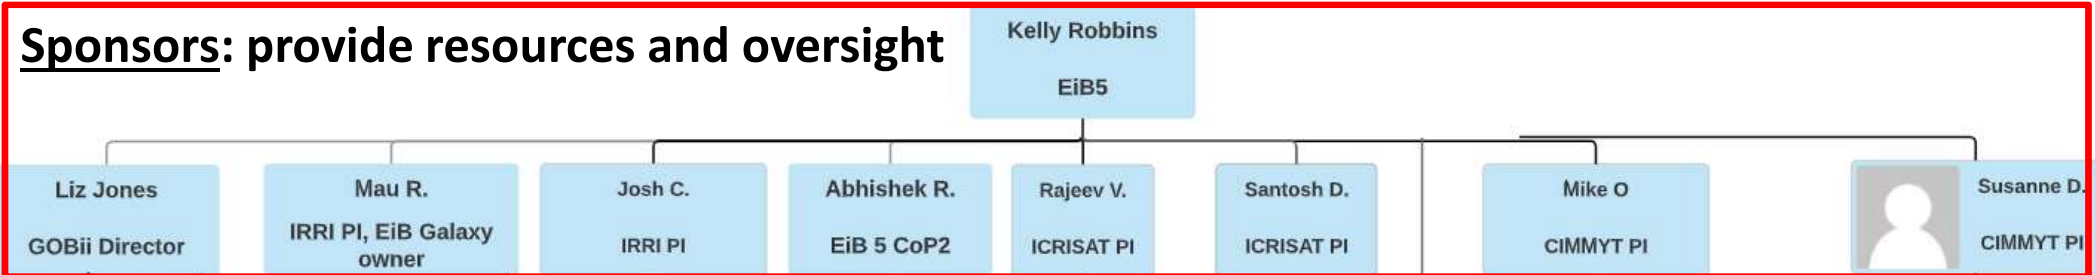 Sponsors: provide resources and oversight
Kelly Robbins
EiB5
Liz Jones
GOBii Director
Mau R.
IRRI PI, EiB Galaxy
owner
Josh C.
IRRI PI
Abhishek R.
EiB 5 CoP2
Rajeev V.
ICRISAT PI
Santosh D.
ICRISAT PI
Mike O
CIMMYT PI
Susanne D.
CIMMYT PI